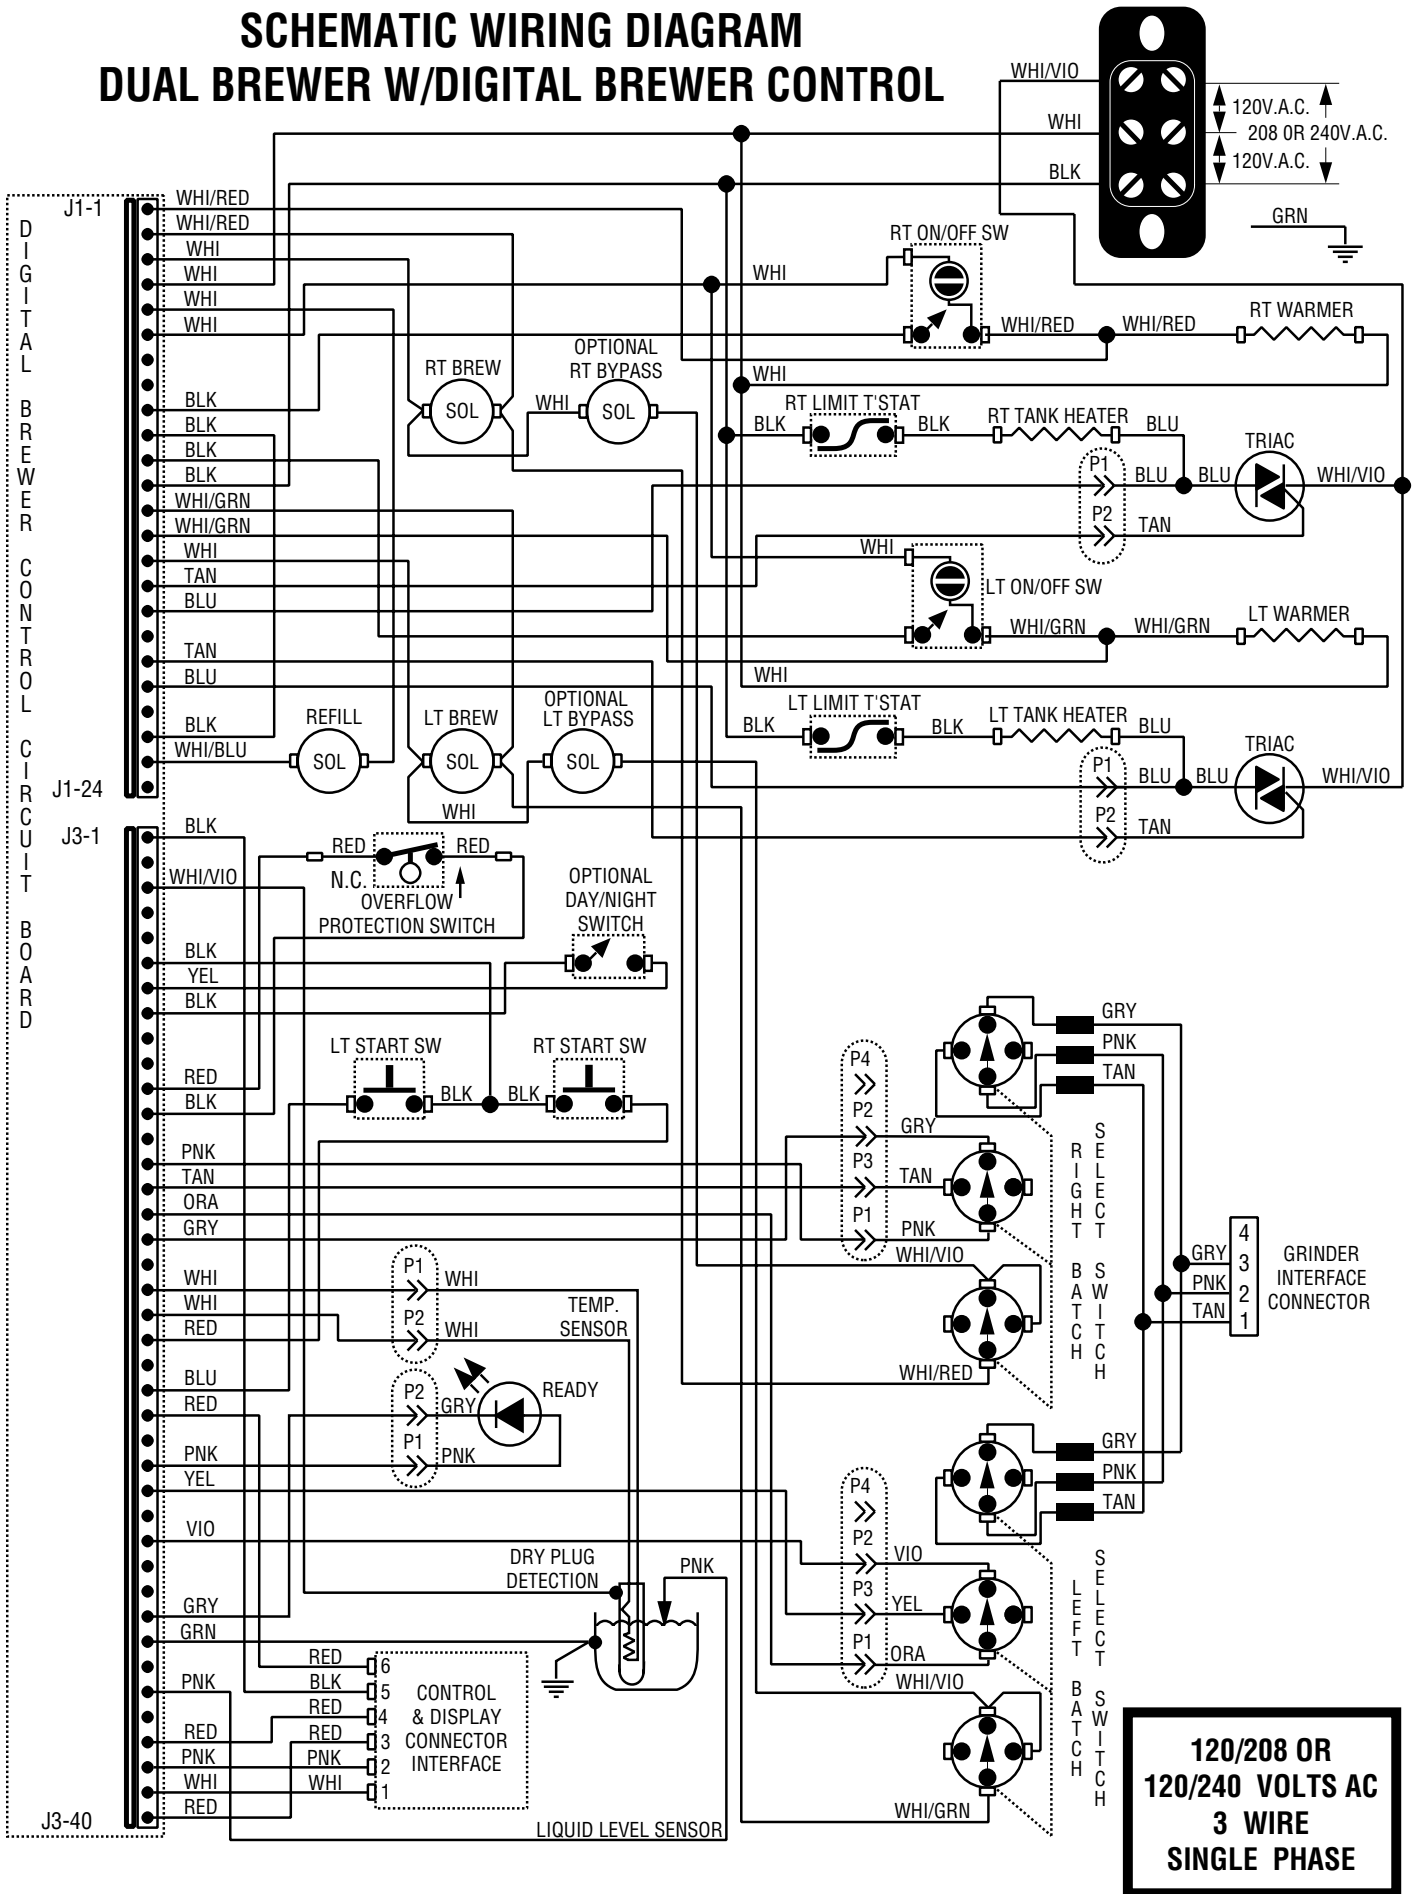 SCHEMATIC WIRING DIAGRAM
DUAL BREWER W/DIGITAL BREWER CONTROL
WHI/VIO
WHI
BLK
120V.A.C.
208 0R 240V.A.C.
120V.A.C.
GRN
DIGITAL BREWER CONTROL CIRCUIT BOARD
J1-1
WHI/RED
WHI/RED
WHI
WHI
WHI
WHI
BLK
BLK
BLK
BLK
WHI/GRN
WHI/GRN
WHI
TAN
BLU
TAN
BLU
BLK
WHI/BLU
J1-24
RT ON/OFF SW
WHI
WHI/RED
WHI/RED
RT WARMER
WHI
RT BREW
SOL
OPTIONAL
RT BYPASS
WHI
SOL
RT LIMIT T'STAT
BLK
BLK
RT TANK HEATER
BLU
TRIAC
P1
BLU
BLU
WHI/VIO
P2
TAN
WHI
LT ON/OFF SW
WHI/GRN
WHI/GRN
LT WARMER
WHI
REFILL
SOL
LT BREW
SOL
OPTIONAL
LT BYPASS
SOL
WHI
LT LIMIT T'STAT
BLK
BLK
LT TANK HEATER
BLU
TRIAC
P1
BLU
BLU
WHI/VIO
P2
TAN
J3-1
BLK
WHI/VIO
BLK
YEL
BLK
RED
BLK
PNK
TAN
ORA
GRY
WHI
WHI
RED
BLU
RED
PNK
YEL
VIO
GRY
GRN
PNK
RED
PNK
WHI
RED
J3-40
RED
RED
N.C.
OVERFLOW
PROTECTION SWITCH
OPTIONAL
DAY/NIGHT
SWITCH
LT START SW
RT START SW
BLK
BLK
P1
WHI
P2
WHI
TEMP.
SENSOR
P2
GRY
READY
P1
PNK
DRY PLUG
DETECTION
PNK
RED
6
BLK
5
RED
4
RED
3
PNK
2
WHI
1
CONTROL
& DISPLAY
CONNECTOR
INTERFACE
LIQUID LEVEL SENSOR
GRY
PNK
TAN
P4
P2
GRY
P3
TAN
P1
PNK
WHI/VIO
WHI/RED
RIGHT BATCH
SELECT SWITCH
GRY
PNK
TAN
4
3
2
1
GRINDER
INTERFACE
CONNECTOR
GRY
PNK
TAN
P4
P2
VIO
P3
YEL
P1
ORA
WHI/VIO
WHI/GRN
LEFT BATCH
SELECT SWITCH
120/208 OR
120/240 VOLTS AC
3 WIRE
SINGLE PHASE